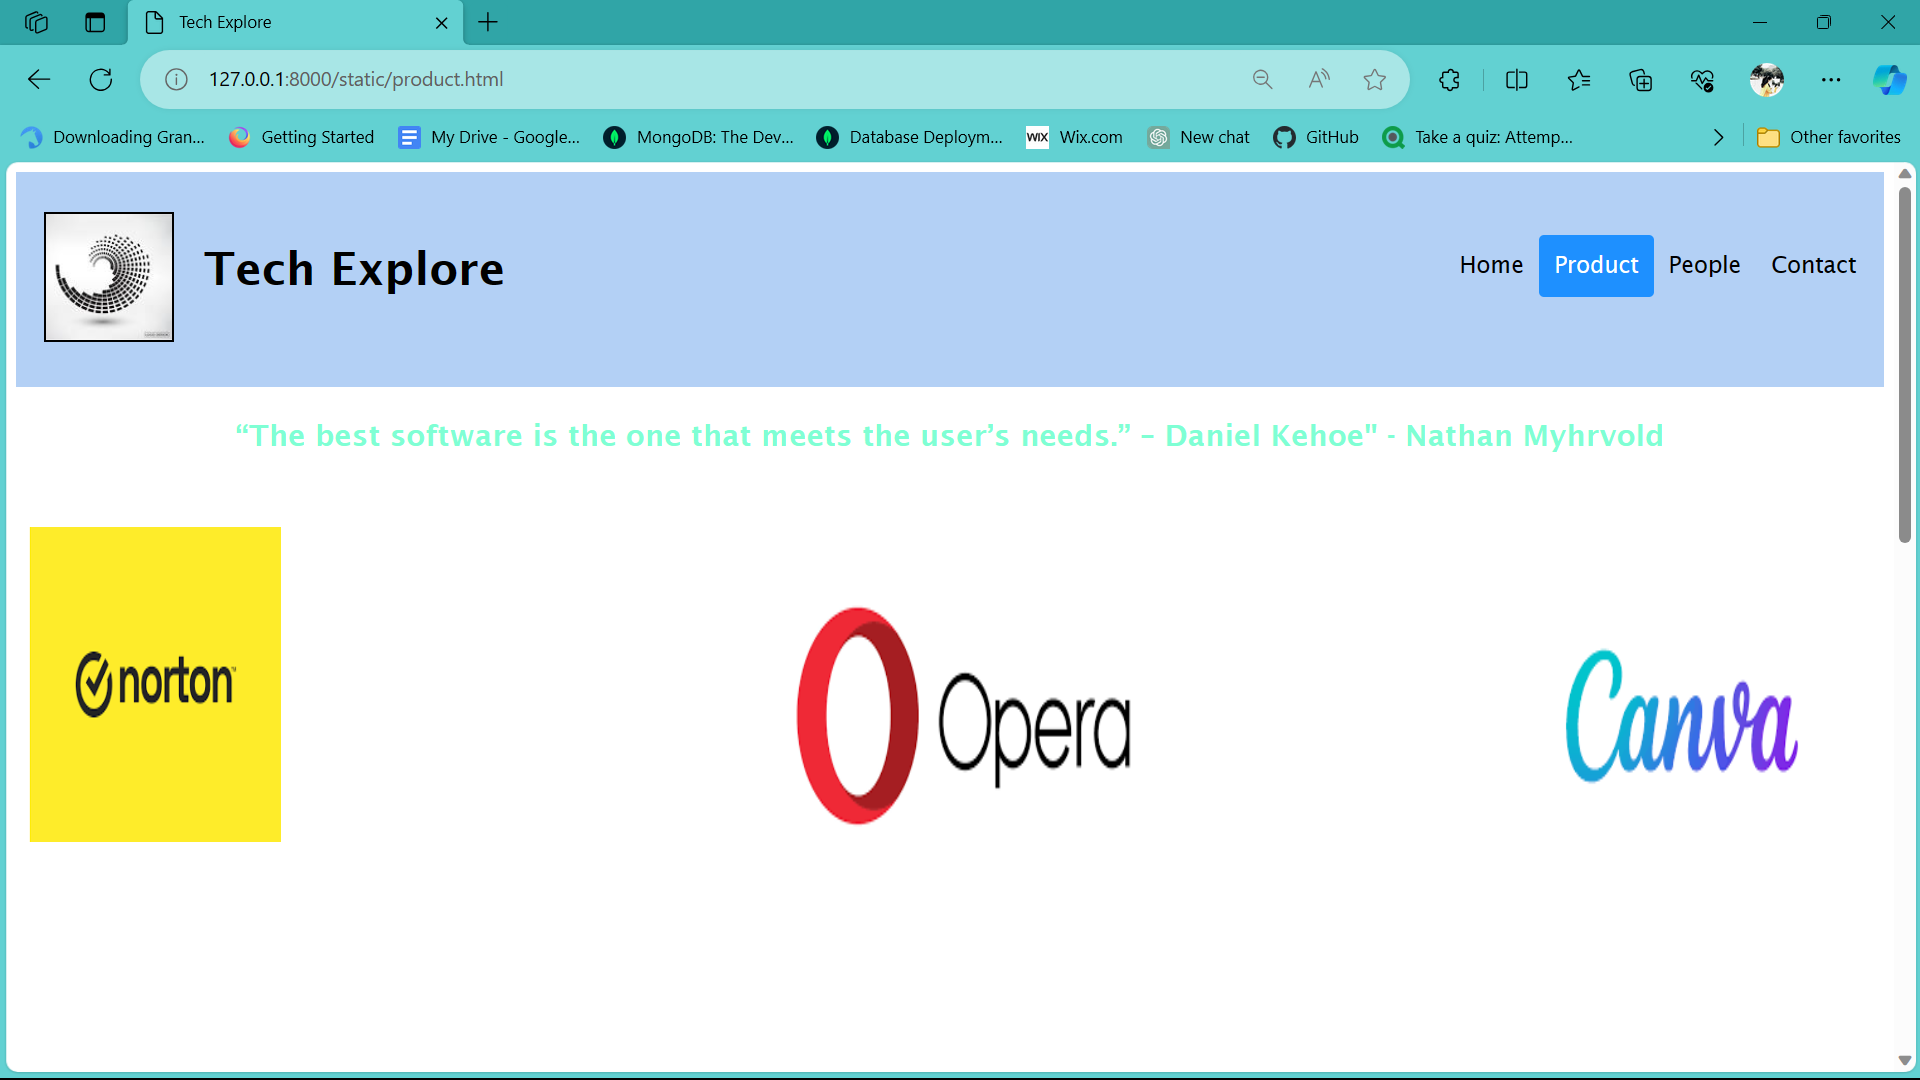 Tech Explore
127.0.0.1:8000/static/product.html
Downloading Gran... Getting Started My Drive - Google... MongoDB: The Dev... Database Deploym... WIX Wix.com New chat GitHub Take a quiz: Attemp... Other favorites
Tech Explore
Home Product People Contact
“The best software is the one that meets the user’s needs.” – Daniel Kehoe" - Nathan Myhrvold
norton
Opera
Canva